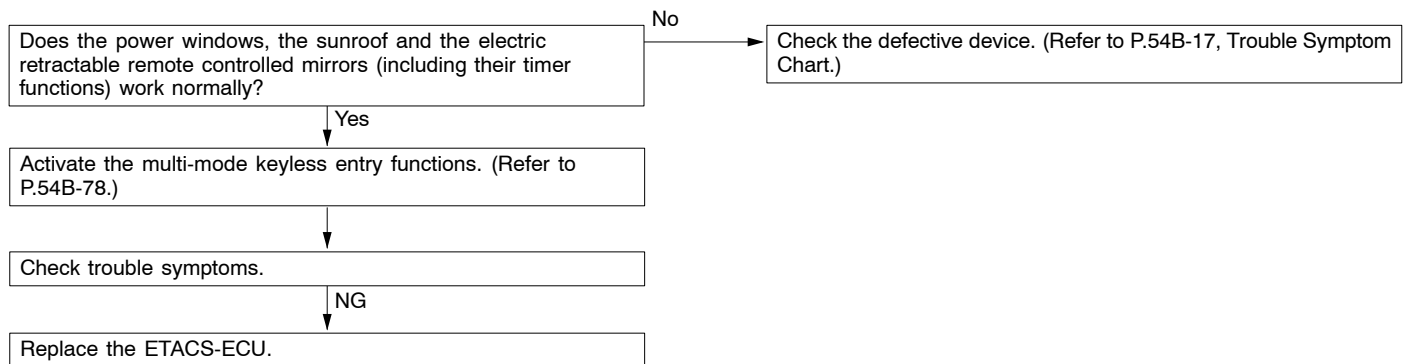 Does the power windows, the sunroof and the electric
retractable remote controlled mirrors (including their timer
functions) work normally?
No
Check the defective device. (Refer to P.54B-17, Trouble Symptom
Chart.)
Yes
Activate the multi-mode keyless entry functions. (Refer to
P.54B-78.)
Check trouble symptoms.
NG
Replace the ETACS-ECU.